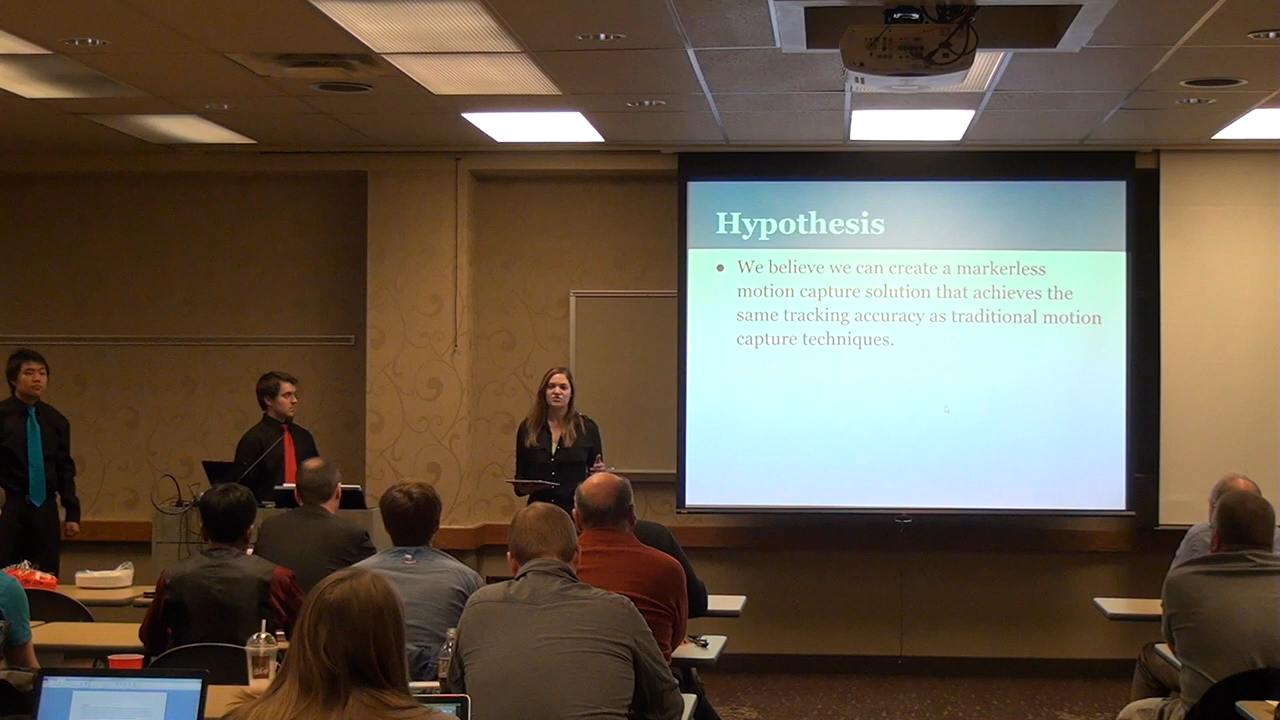 Hypothesis
• We believe we can create a markerless
motion capture solution that achieves the
same tracking accuracy as traditional motion
capture techniques.